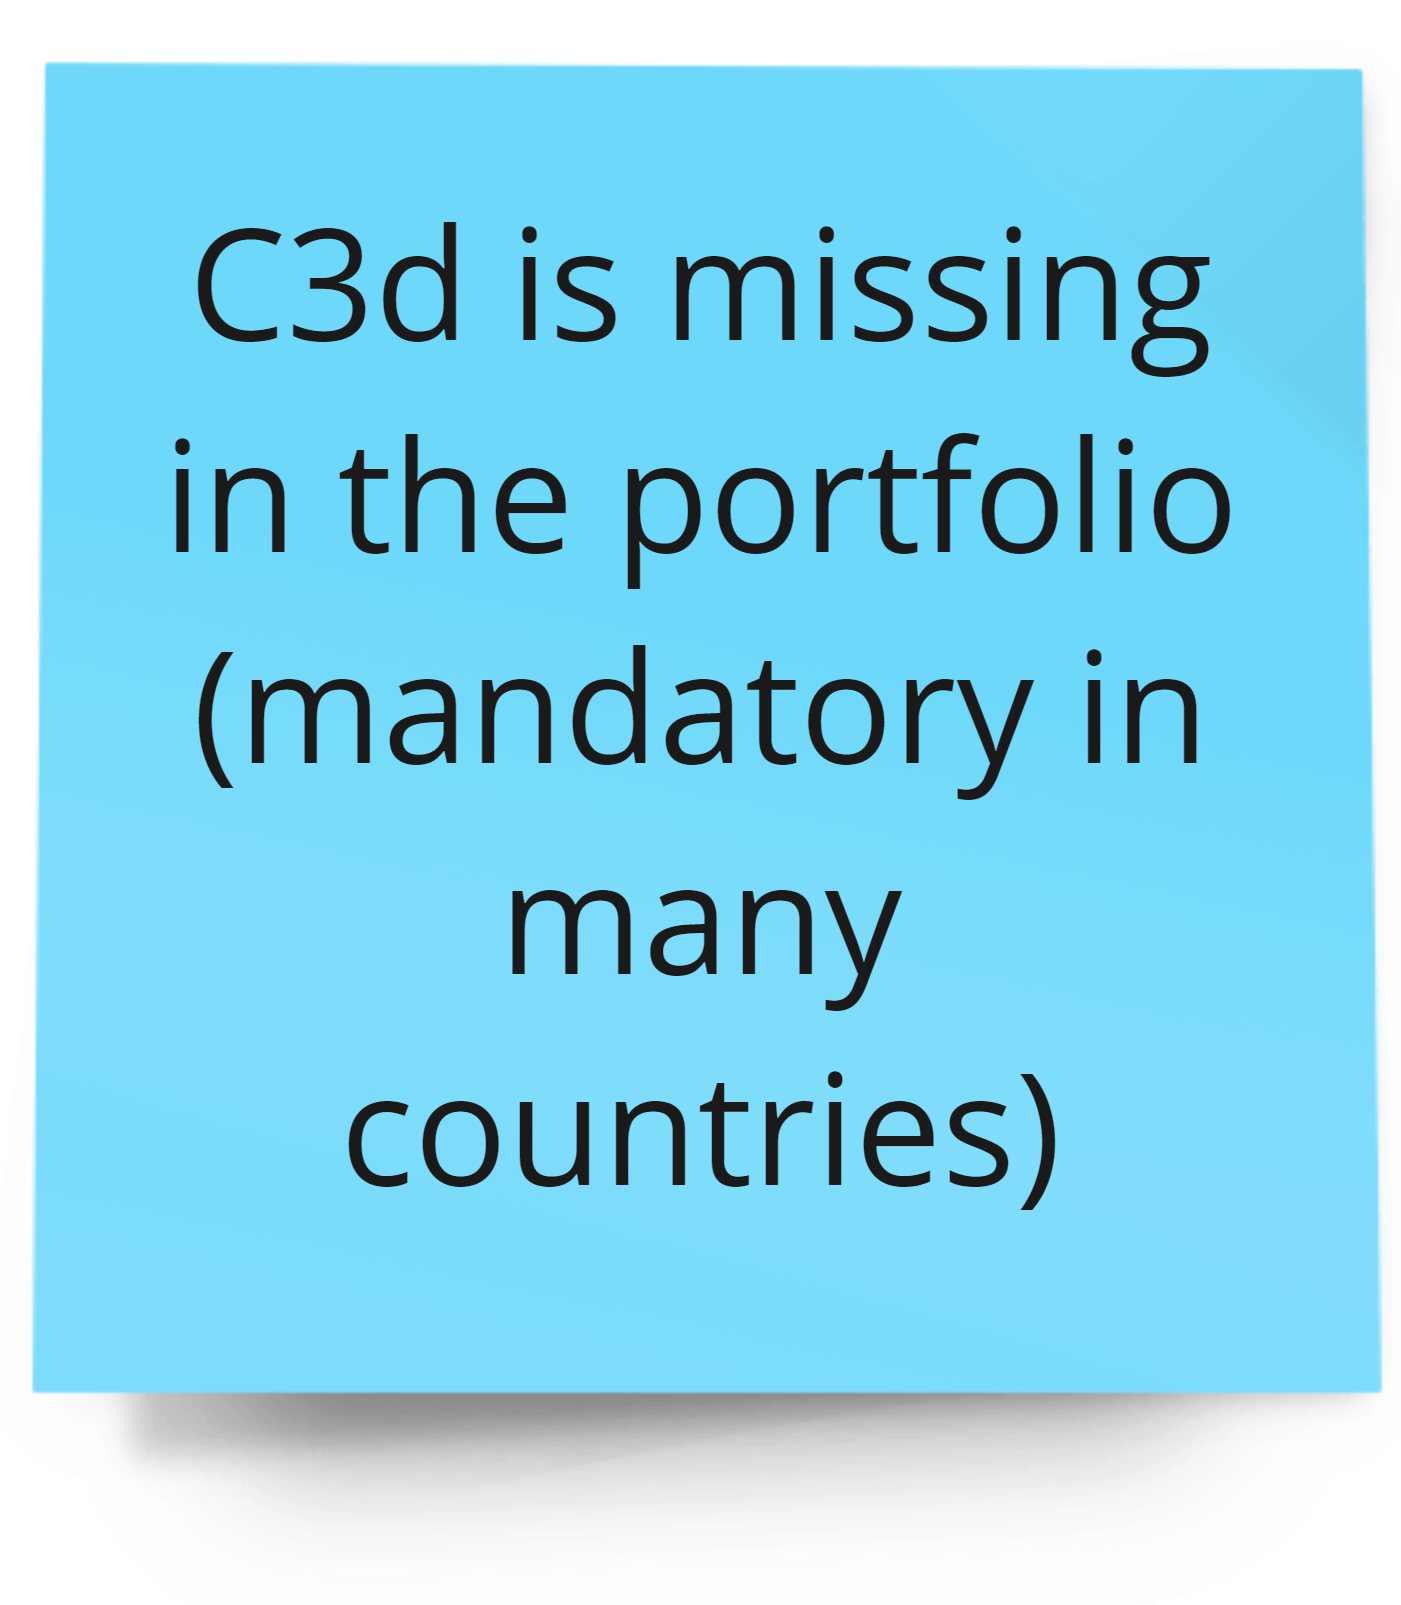 C3d is missing
in the portfolio
(mandatory in
many
countries)